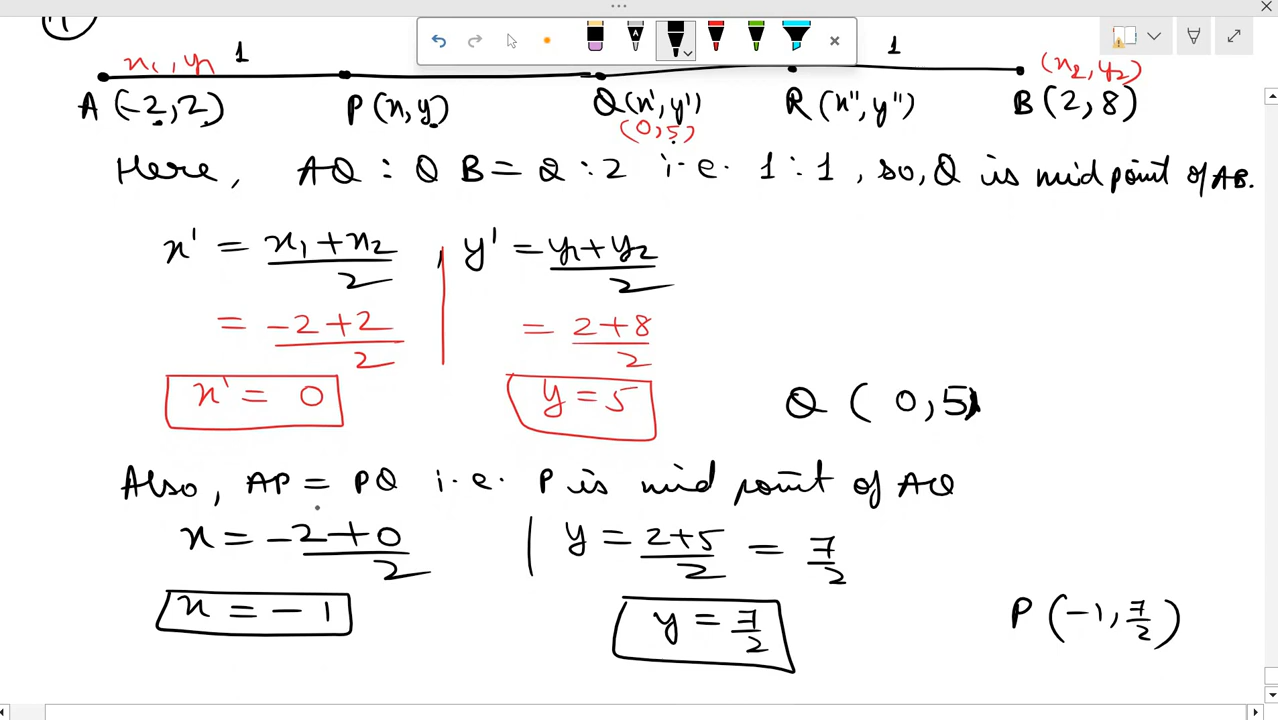 x₁, y₁ 1 1 (x₂, y₂)
A (-2, 2) P (x, y) Q (x', y') R (x", y") B (2, 8)
(0, 5)
Here, AQ : Q B = 2 : 2 i.e. 1 : 1, so, Q is mid point of AB.
x' = x₁ + x₂ / 2 , y' = y₁ + y₂ / 2
= -2 + 2 / 2 = 2 + 8 / 2
x' = 0 y = 5 Q ( 0, 5)
Also, AP = PQ i.e. P is mid point of AQ
x = -2 + 0 / 2 | y = 2 + 5 / 2 = 7/2
x = - 1 y = 7/2 P (-1, 7/2)